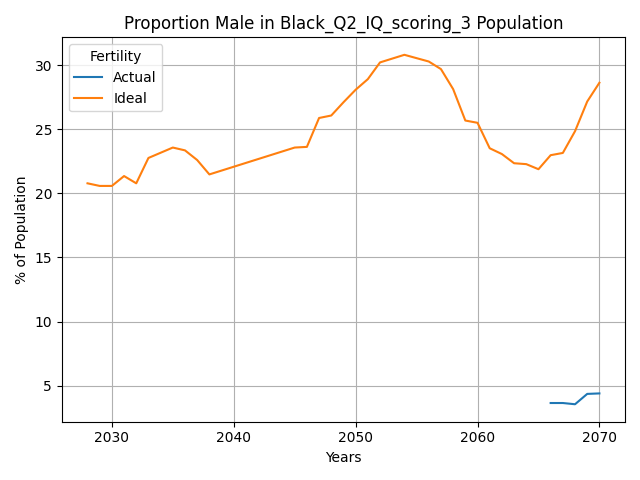 Proportion Male in Black_Q2_IQ_scoring_3 Population
Fertility
Actual
Ideal
% of Population
30
25
20
15
10
5
2030
2040
2050
2060
2070
Years